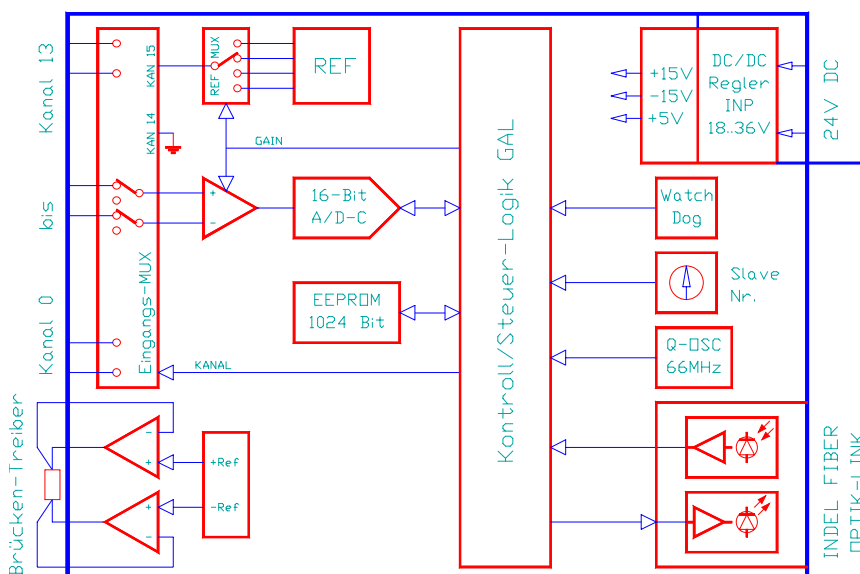 Kanal 13
bis
Kanal 0
Eingangs-MUX
KAN 15
KAN 14
REF MUX
REF
GAIN
+
-
16-Bit
A/D-C
EEPROM
1024 Bit
KANAL
Brücken-Treiber
-
+
+
-
+Ref
-Ref
Kontroll/Steuer-Logik GAL
+15V
-15V
+5V
DC/DC
Regler
INP
18..36V
24V DC
Watch
Dog
Slave
Nr.
Q-OSC
66MHz
INDEL FIBER
OPTIK-LINK